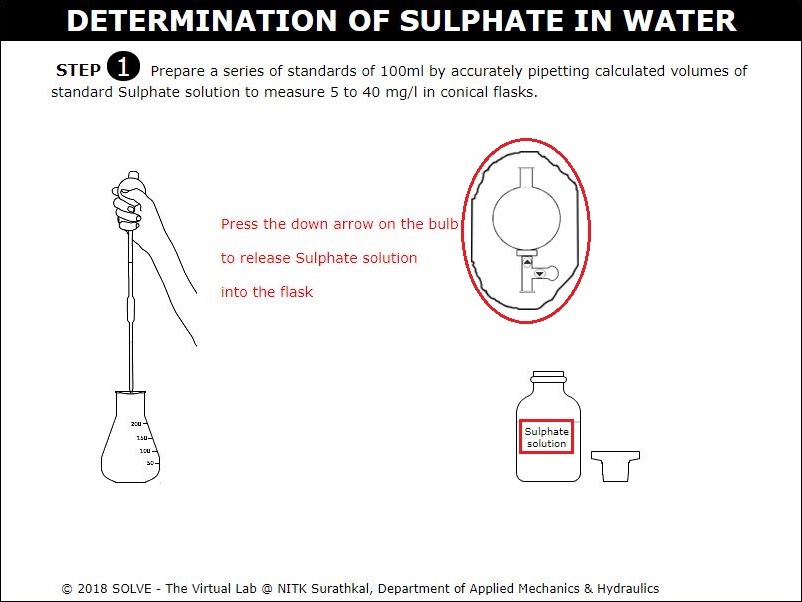 DETERMINATION OF SULPHATE IN WATER
STEP 1 Prepare a series of standards of 100ml by accurately pipetting calculated volumes of
standard Sulphate solution to measure 5 to 40 mg/l in conical flasks.
Press the down arrow on the bulb
to release Sulphate solution
into the flask
200
150
100
50
Sulphate
solution
© 2018 SOLVE - The Virtual Lab @ NITK Surathkal, Department of Applied Mechanics & Hydraulics